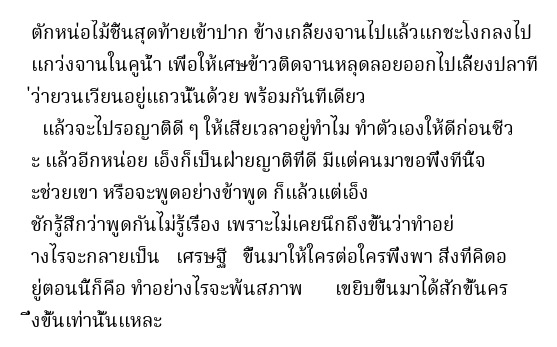 ตักหน่อไม้ชิ้นสุดท้ายเข้าปาก ข้างเกลี้ยงจานไปแล้วแกชะโงกลงไป
แกว่งจานในคูน้ำ เพื่อให้เศษข้าวติดจานหลุดลอยออกไปเลี้ยงปลาที
่ว่ายวนเวียนอยู่แถวนั้นด้วย พร้อมกันทีเดียว
แล้วจะไปรอญาติดี ๆ ให้เสียเวลาอยู่ทำไม ทำตัวเองให้ดีก่อนซีว
ะ แล้วอีกหน่อย เอ็งก็เป็นฝ่ายญาติที่ดี มีแต่คนมาขอพึ่งทีนี้จ
ะช่วยเขา หรือจะพูดอย่างข้าพูด ก็แล้วแต่เอ็ง
ชักรู้สึกว่าพูดกันไม่รู้เรื่อง เพราะไม่เคยนึกถึงขั้นว่าทำอย่
างไรจะกลายเป็น เศรษฐี ขึ้นมาให้ใครต่อใครพึ่งพา สิ่งที่คิดอ
ยู่ตอนนี้ก็คือ ทำอย่างไรจะพ้นสภาพ เขยิบขึ้นมาได้สักขั้นคร
ึ่งขั้นเท่านั้นแหละ